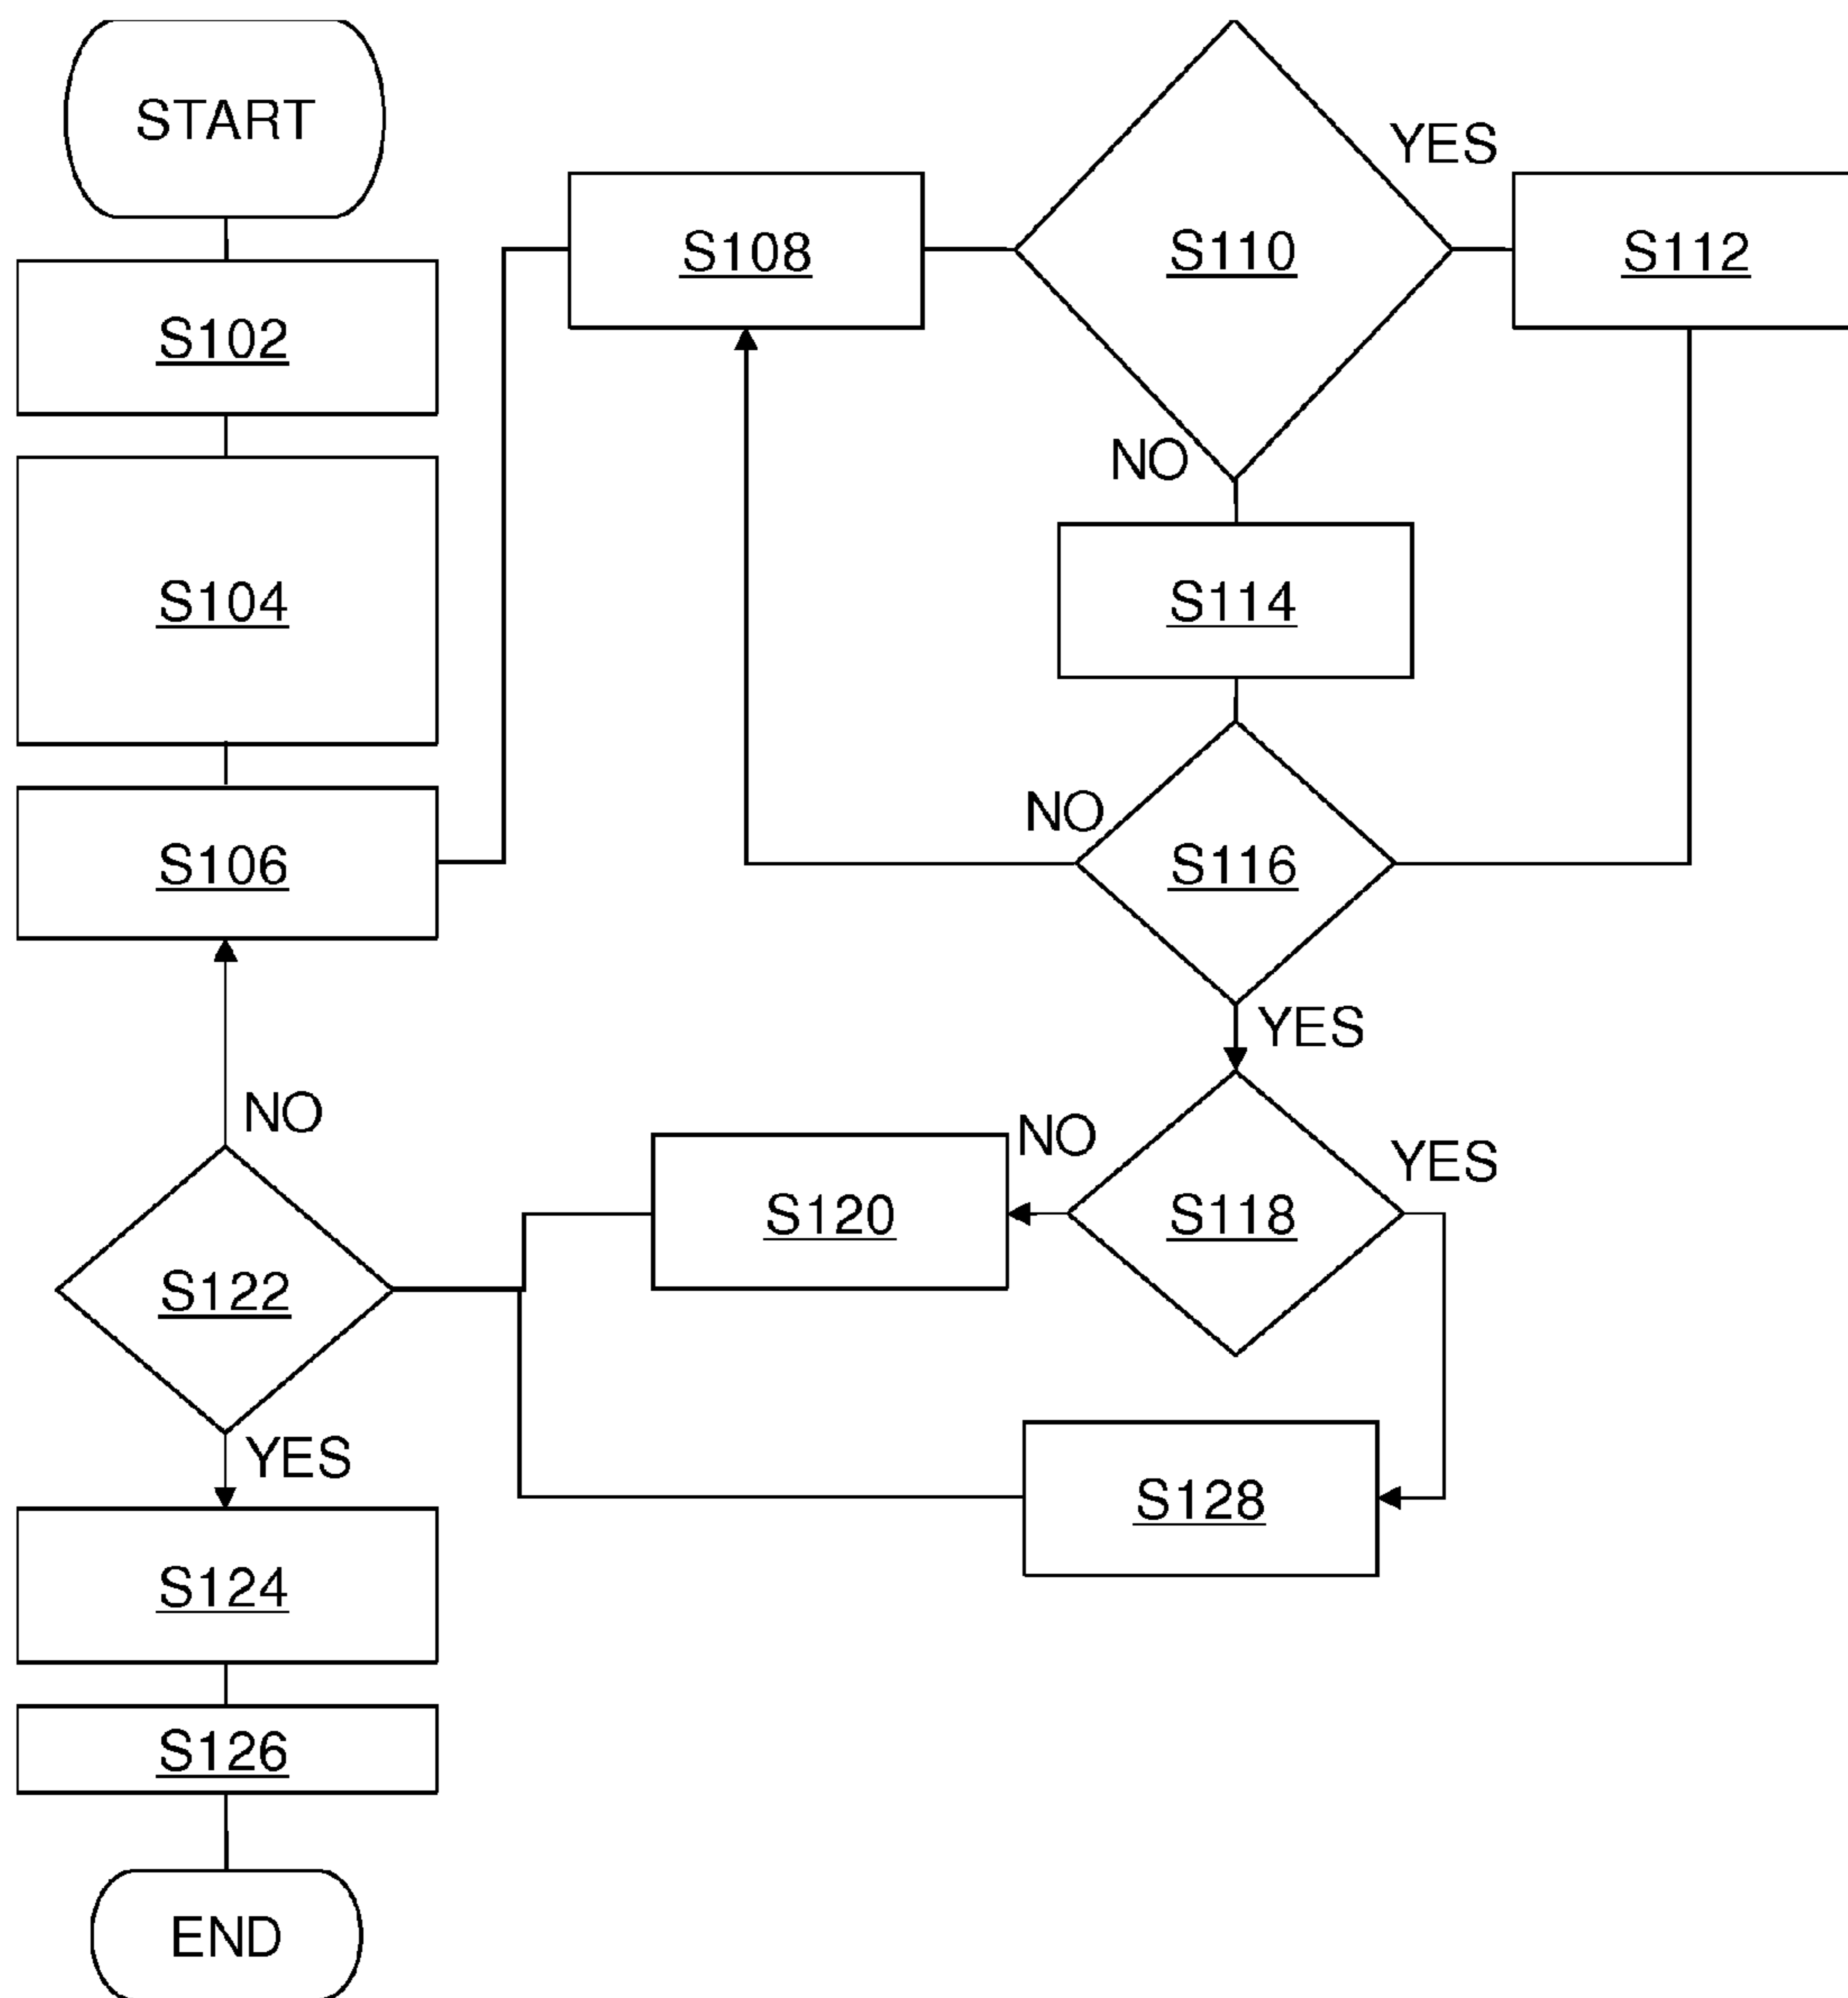 START
S102
S104
S106
S108
S110
YES
S112
NO
S114
S116
NO
YES
S118
NO
YES
S120
S128
S122
NO
YES
S124
S126
END